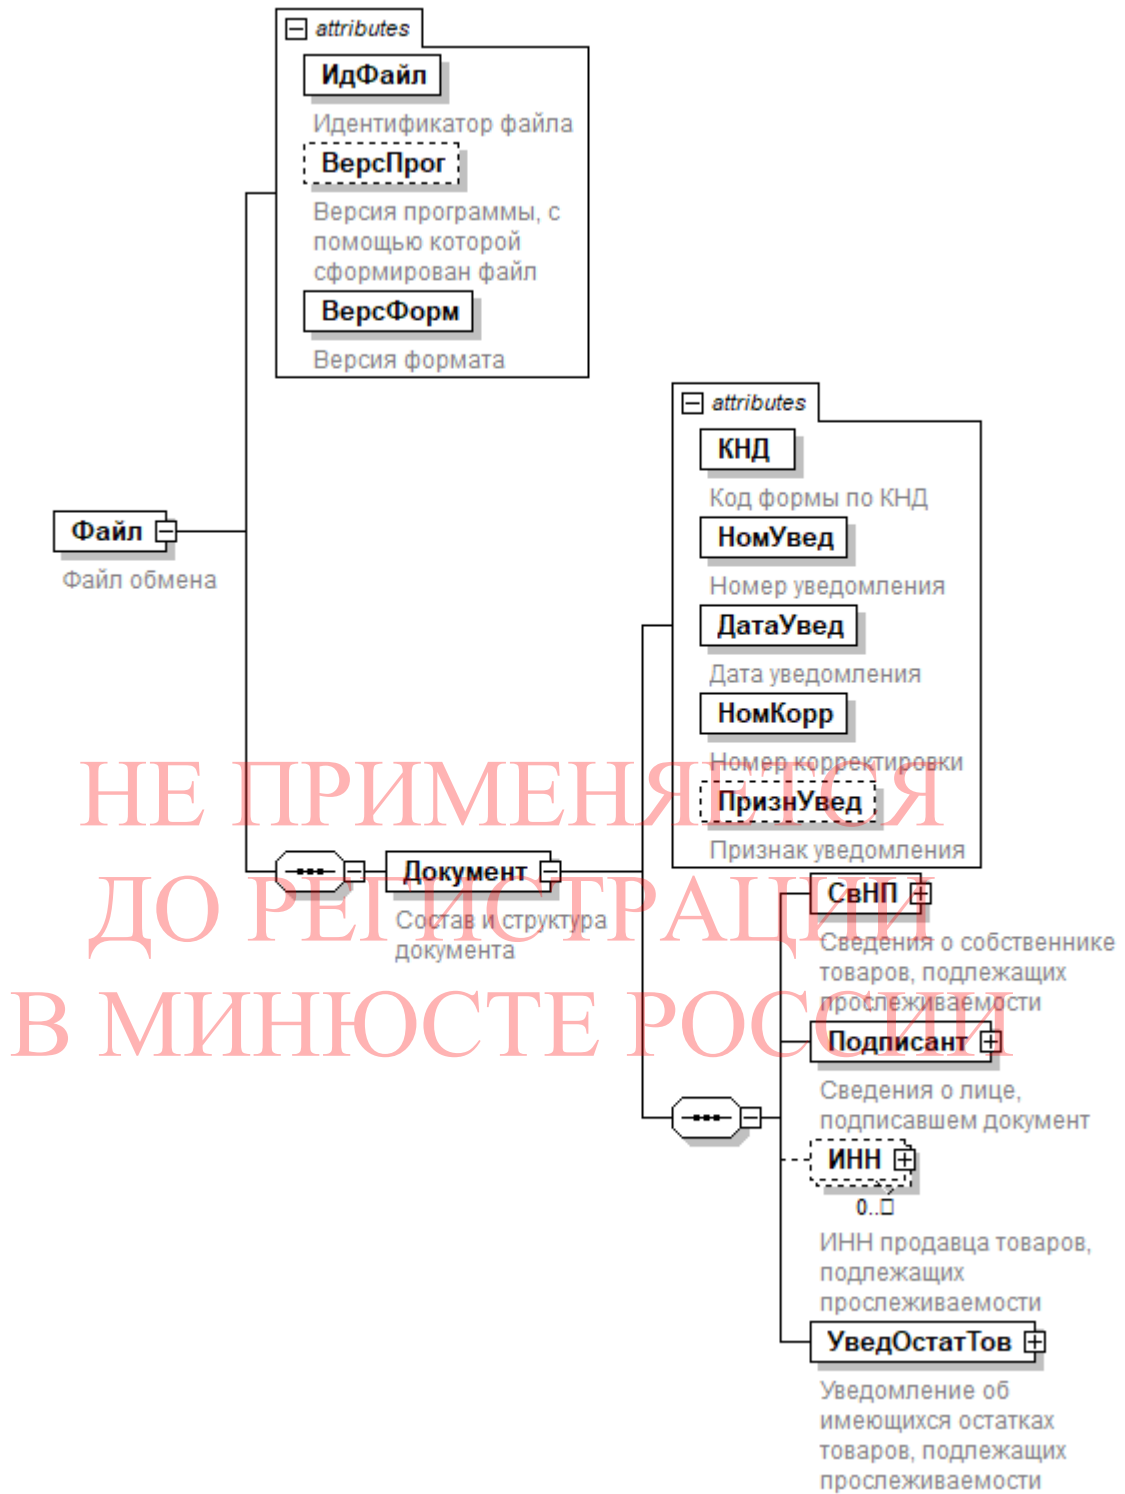 attributes
ИдФайл
Идентификатор файла
ВерсПрог
Версия программы, с
помощью которой
сформирован файл
ВерсФорм
Версия формата
Файл
Файл обмена
attributes
КНД
Код формы по КНД
НомУвед
Номер уведомления
ДатаУвед
Дата уведомления
НомКорр
Номер корректировки
ПризнУвед
Признак уведомления
Документ
Состав и структура
документа
СвНП
Сведения о собственнике
товаров, подлежащих
прослеживаемости
Подписант
Сведения о лице,
подписавшем документ
ИНН
0..□
ИНН продавца товаров,
подлежащих
прослеживаемости
УведОстатТов
Уведомление об
имеющихся остатках
товаров, подлежащих
прослеживаемости
НЕ ПРИМЕНЯЕТСЯ
ДО РЕГИСТРАЦИИ
В МИНЮСТЕ РОССИИ